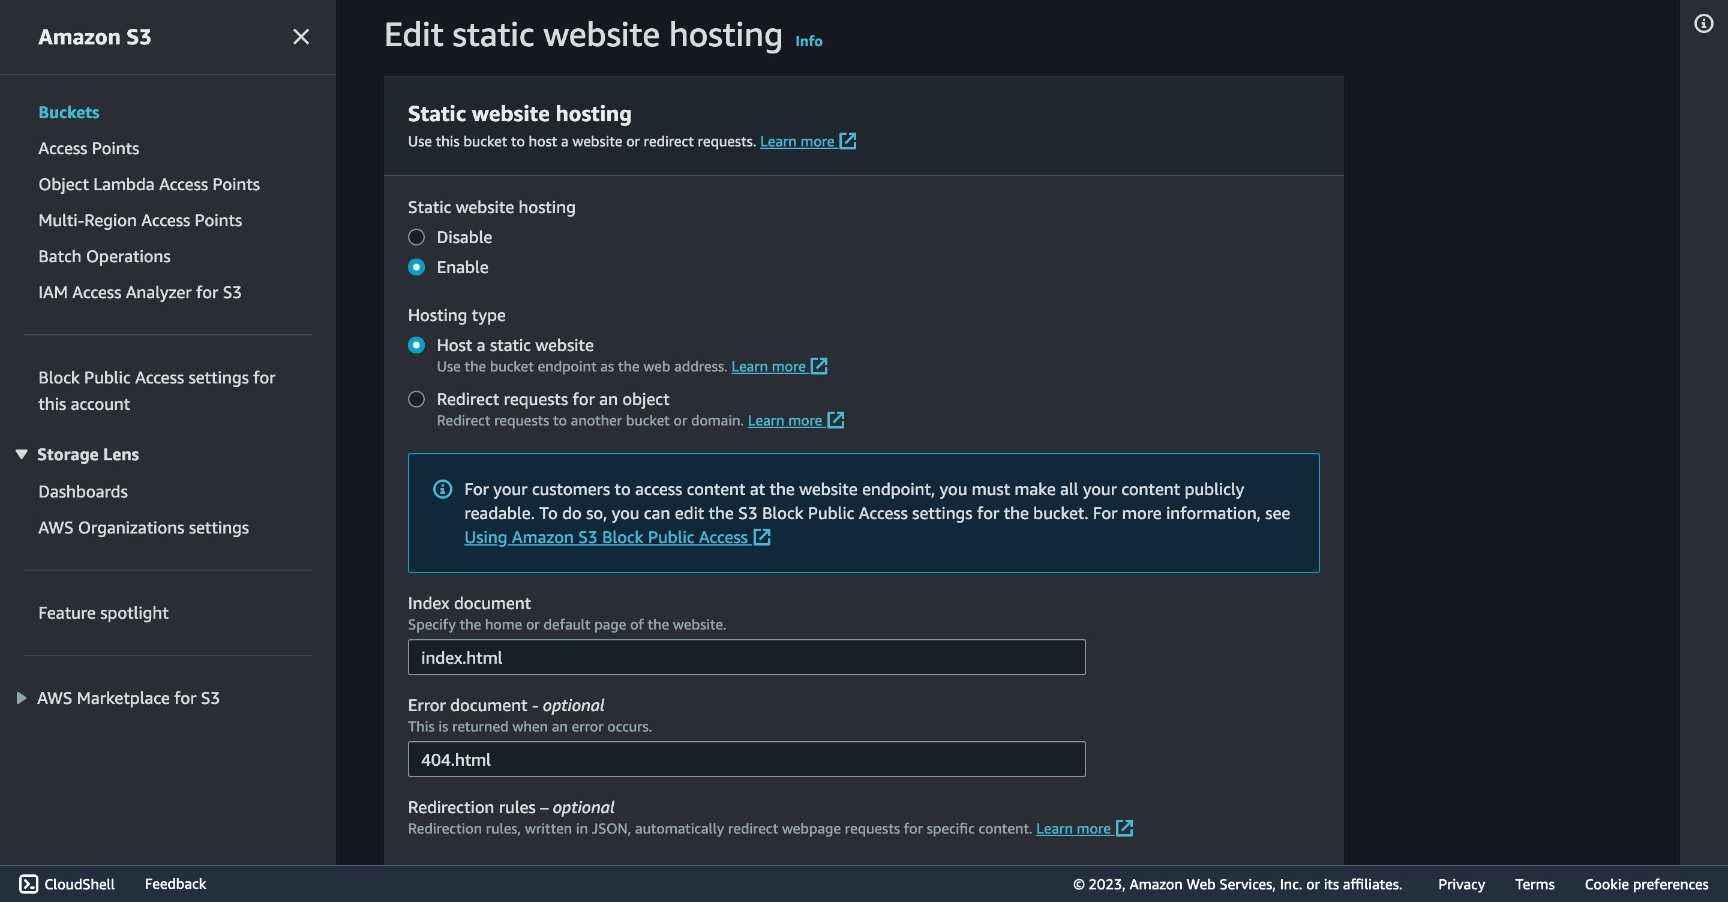 Amazon S3
Buckets
Access Points
Object Lambda Access Points
Multi-Region Access Points
Batch Operations
IAM Access Analyzer for S3
Block Public Access settings for
this account
Storage Lens
Dashboards
AWS Organizations settings
Feature spotlight
AWS Marketplace for S3
Edit static website hosting Info
Static website hosting
Use this bucket to host a website or redirect requests. Learn more
Static website hosting
Disable
Enable
Hosting type
Host a static website
Use the bucket endpoint as the web address. Learn more
Redirect requests for an object
Redirect requests to another bucket or domain. Learn more
For your customers to access content at the website endpoint, you must make all your content publicly
readable. To do so, you can edit the S3 Block Public Access settings for the bucket. For more information, see
Using Amazon S3 Block Public Access
Index document
Specify the home or default page of the website.
index.html
Error document - optional
This is returned when an error occurs.
404.html
Redirection rules – optional
Redirection rules, written in JSON, automatically redirect webpage requests for specific content. Learn more
CloudShell Feedback © 2023, Amazon Web Services, Inc. or its affiliates. Privacy Terms Cookie preferences